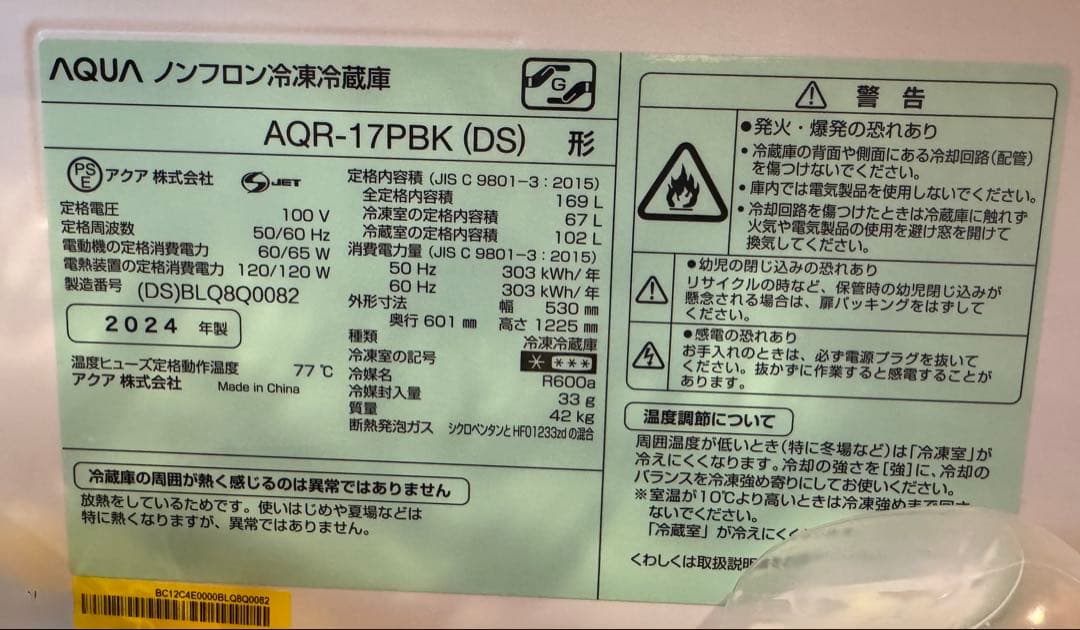 AQUA ノンフロン冷凍冷蔵庫
G
AQR-17PBK (DS) 形
PS E アクア 株式会社 JET
定格電圧 100 V
定格周波数 50/60 Hz
電動機の定格消費電力 60/65 W
電熱装置の定格消費電力 120/120 W
製造番号 (DS)BLQ8Q0082
2024 年製
温度ヒューズ定格動作温度 77 ℃
アクア 株式会社 Made in China
定格内容積 (JIS C 9801-3:2015)
全定格内容積 169 L
冷凍室の定格内容積 67 L
冷蔵室の定格内容積 102 L
消費電力量 (JIS C 9801-3:2015)
50 Hz 303 kWh/年
60 Hz 303 kWh/年
外形寸法 幅 530 mm
奥行 601 mm 高さ 1225 mm
種類 冷凍冷蔵庫
冷凍室の記号 * ***
冷媒名 R600a
冷媒封入量 33 g
質量 42 kg
断熱発泡ガス シクロペンタンとHFO1233zdの混合
冷蔵庫の周囲が熱く感じるのは異常ではありません
放熱をしているためです。使いはじめや夏場などは
特に熱くなりますが、異常ではありません。
BC12C4E0000BLQ8Q0082
警告
●発火・爆発の恐れあり
・冷蔵庫の背面や側面にある冷却回路(配管)
を傷つけないでください。
・庫内では電気製品を使用しないでください。
・冷却回路を傷つけたときは冷蔵庫に触れず
火気や電気製品の使用を避け窓を開けて
換気してください。
●幼児の閉じ込みの恐れあり
リサイクルの時など、保管時の幼児閉じ込みが
懸念される場合は、扉パッキングをはずして
ください。
●感電の恐れあり
お手入れのときは、必ず電源プラグを抜いて
ください。抜かずに作業すると感電することが
あります。
温度調節について
周囲温度が低いとき(特に冬場など)は「冷凍室」が
冷えにくくなります。冷却の強さを[強]に、冷却の
バランスを冷凍強め寄りにしてお使いください。
※室温が10℃より高いときは冷凍強めまで回さ
ないでください。
「冷蔵室」が冷えにくく
くわしくは取扱説明